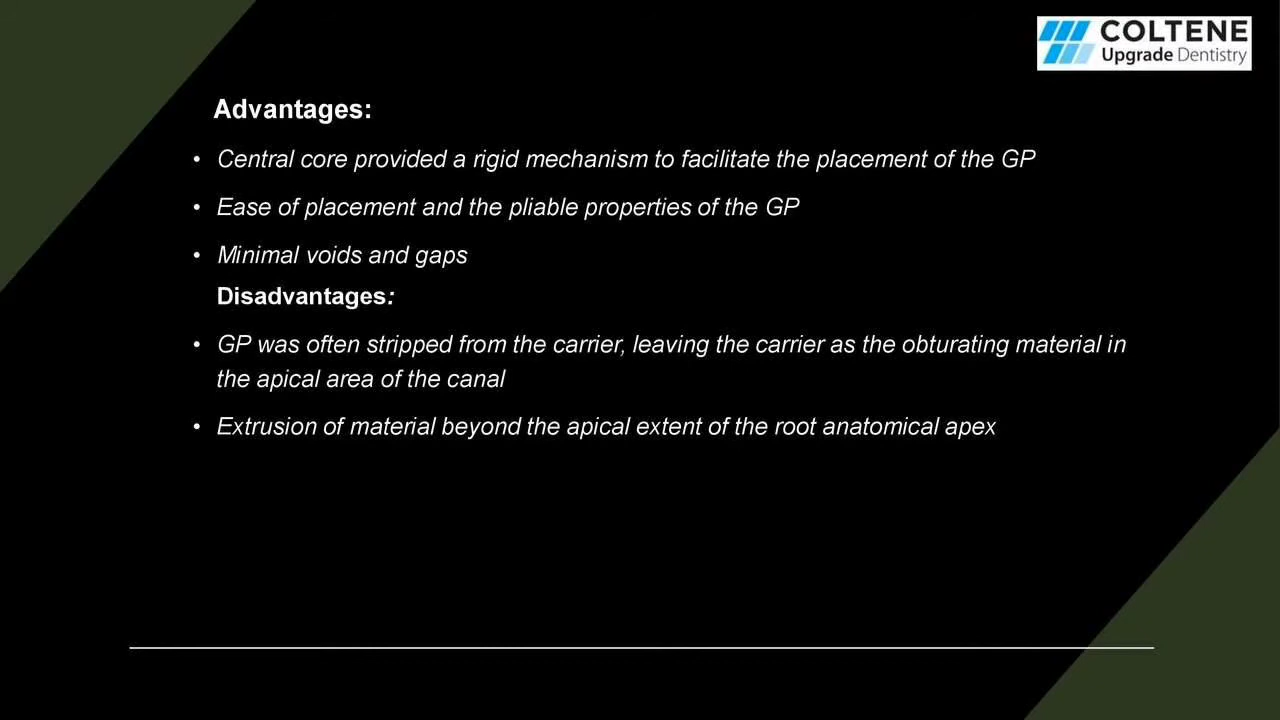 COLTENE
Upgrade Dentistry
Advantages:
• Central core provided a rigid mechanism to facilitate the placement of the GP
• Ease of placement and the pliable properties of the GP
• Minimal voids and gaps
Disadvantages:
• GP was often stripped from the carrier, leaving the carrier as the obturating material in
the apical area of the canal
• Extrusion of material beyond the apical extent of the root anatomical apex